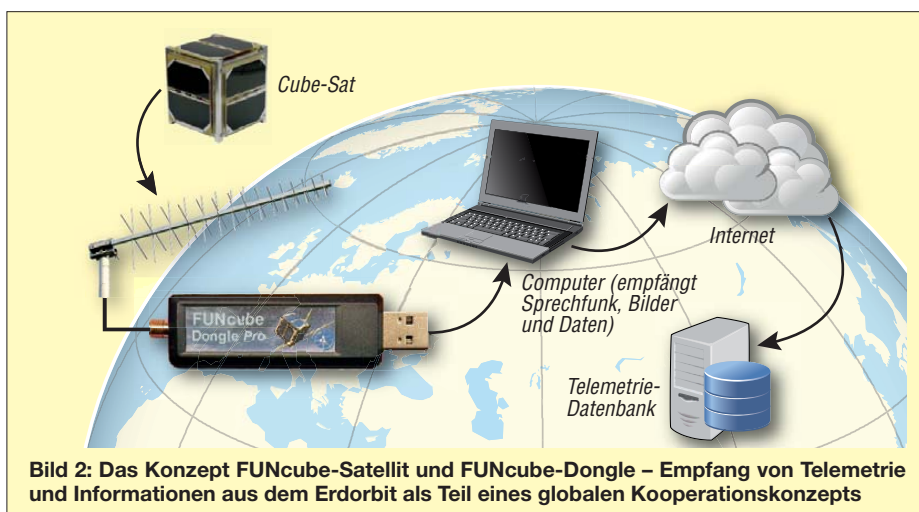 Cube-Sat
FUNcube
Dongle Pro
4
Computer (empfängt
Sprechfunk, Bilder
und Daten)
Internet
Telemetrie-
Datenbank
Bild 2: Das Konzept FUNcube-Satellit und FUNcube-Dongle – Empfang von Telemetrie
und Informationen aus dem Erdorbit als Teil eines globalen Kooperationskonzepts